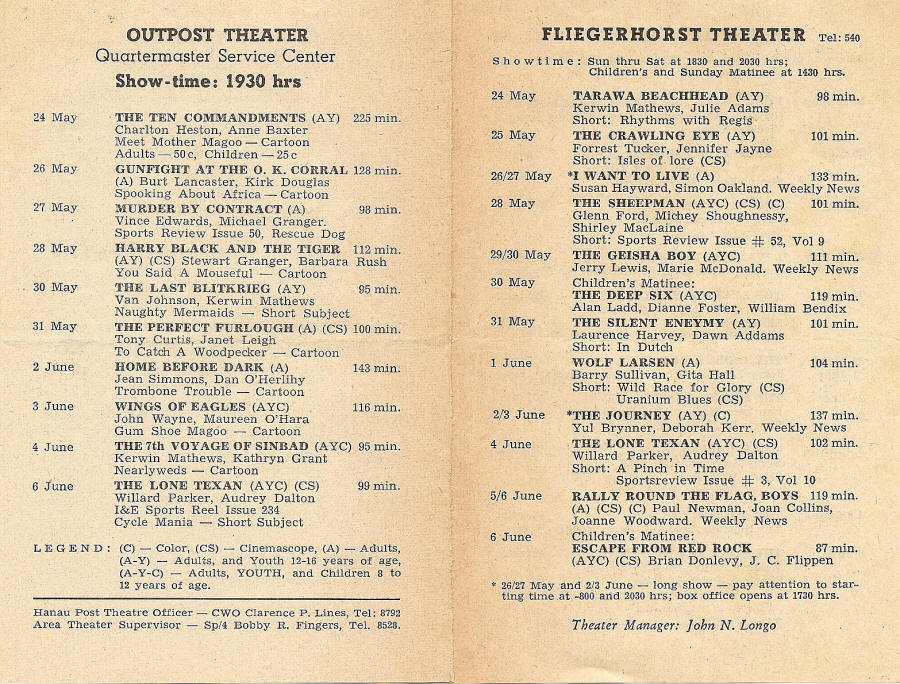 OUTPOST THEATER
Quartermaster Service Center
Show-time: 1930 hrs
24 May THE TEN COMMANDMENTS (AY) 225 min.
Charlton Heston, Anne Baxter
Meet Mother Magoo — Cartoon
Adults — 50c, Children — 25c
26 May GUNFIGHT AT THE O. K. CORRAL 128 min.
(A) Burt Lancaster, Kirk Douglas
Spooking About Africa — Cartoon
27 May MURDER BY CONTRACT (A) 98 min.
Vince Edwards, Michael Granger.
Sports Review Issue 50, Rescue Dog
28 May HARRY BLACK AND THE TIGER 112 min.
(AY) (CS) Stewart Granger, Barbara Rush
You Said A Mouseful — Cartoon
30 May THE LAST BLITKRIEG (AY) 95 min.
Van Johnson, Kerwin Mathews
Naughty Mermaids — Short Subject
31 May THE PERFECT FURLOUGH (A) (CS) 100 min.
Tony Curtis, Janet Leigh
To Catch A Woodpecker — Cartoon
2 June HOME BEFORE DARK (A) 143 min.
Jean Simmons, Dan O'Herlihy
Trombone Trouble — Cartoon
3 June WINGS OF EAGLES (AYC) 116 min.
John Wayne, Maureen O'Hara
Gum Shoe Magoo — Cartoon
4 June THE 7th VOYAGE OF SINBAD (AYC) 95 min.
Kerwin Mathews, Kathryn Grant
Nearlyweds — Cartoon
6 June THE LONE TEXAN (AYC) (CS) 99 min.
Willard Parker, Audrey Dalton
I&E Sports Reel Issue 234
Cycle Mania — Short Subject
LEGEND: (C) — Color, (CS) — Cinemascope, (A) — Adults,
(A-Y) — Adults, and Youth 12-16 years of age,
(A-Y-C) — Adults, YOUTH, and Children 8 to
12 years of age.
Hanau Post Theatre Officer — CWO Clarence P. Lines, Tel: 8792
Area Theater Supervisor — Sp/4 Bobby R. Fingers, Tel. 8528.
FLIEGERHORST THEATER Tel: 540
Showtime: Sun thru Sat at 1830 and 2030 hrs;
Children's and Sunday Matinee at 1430 hrs.
24 May TARAWA BEACHHEAD (AY) 98 min.
Kerwin Mathews, Julie Adams
Short: Rhythms with Regis
25 May THE CRAWLING EYE (AY) 101 min.
Forrest Tucker, Jennifer Jayne
Short: Isles of lore (CS)
26/27 May *I WANT TO LIVE (A) 133 min.
Susan Hayward, Simon Oakland. Weekly News
28 May THE SHEEPMAN (AYC) (CS) (C) 101 min.
Glenn Ford, Michey Shoughnessy,
Shirley MacLaine
Short: Sports Review Issue # 52, Vol 9
29/30 May THE GEISHA BOY (AYC) 111 min.
Jerry Lewis, Marie McDonald. Weekly News
30 May Children's Matinee:
THE DEEP SIX (AYC) 119 min.
Alan Ladd, Dianne Foster, William Bendix
31 May THE SILENT ENEYMY (AY) 101 min.
Laurence Harvey, Dawn Addams
Short: In Dutch
1 June WOLF LARSEN (A) 104 min.
Barry Sullivan, Gita Hall
Short: Wild Race for Glory (CS)
Uranium Blues (CS)
2/3 June *THE JOURNEY (AY) (C) 137 min.
Yul Brynner, Deborah Kerr. Weekly News
4 June THE LONE TEXAN (AYC) (CS) 102 min.
Willard Parker, Audrey Dalton
Short: A Pinch in Time
Sportsreview Issue # 3, Vol 10
5/6 June RALLY ROUND THE FLAG, BOYS 119 min.
(A) (CS) (C) Paul Newman, Joan Collins,
Joanne Woodward. Weekly News
6 June Children's Matinee:
ESCAPE FROM RED ROCK 87 min.
(AYC) (CS) Brian Donlevy, J. C. Flippen
* 26/27 May and 2/3 June — long show — pay attention to star-
ting time at -800 and 2030 hrs; box office opens at 1730 hrs.
Theater Manager: John N. Longo